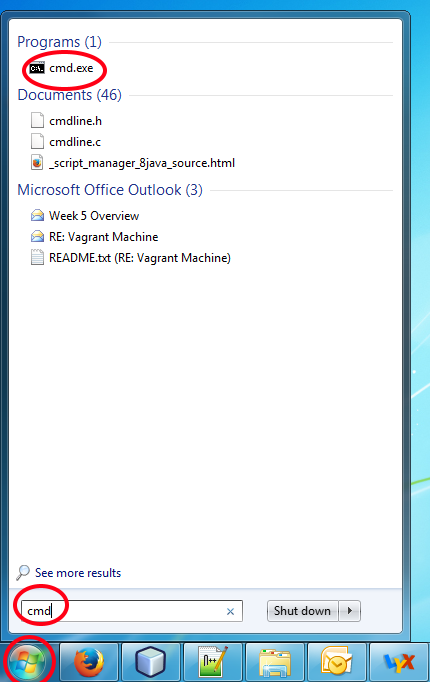 Programs (1)
cmd.exe
Documents (46)
cmdline.h
cmdline.c
_script_manager_8java_source.html
Microsoft Office Outlook (3)
Week 5 Overview
RE: Vagrant Machine
README.txt (RE: Vagrant Machine)
See more results
cmd
Shut down